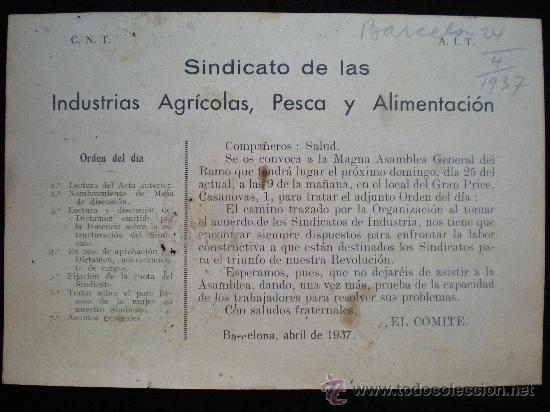 C. N. T.
A. I. T.
Barcelon 24
4
1937
Sindicato de las
Industrias Agrícolas, Pesca y Alimentación
Orden del día
1.º Lectura del Acta anterior.
2.º Nombramiento de Mesa
de discusión.
3.º Lectura y discusión del
Dictamen emitido por
la Ponencia sobre la es-
tructuración del Sindi-
cato.
4.º En caso de aprobación del
Dictamen, nombramien-
to de cargos.
5.º Fijación de la cuota del
Sindicato.
6.º Tratar sobre el paro for-
zoso de la mujer en
nuestro Sindicato.
7.º Asuntos generales.
Compañeros: Salud.
Se os convoca a la Magna Asamblea General del
Ramo que tendrá lugar el próximo domingo, día 25 del
actual, a las 9 de la mañana, en el local del Gran Price,
Casanovas, 1, para tratar el adjunto Orden del día:
El camino trazado por la Organización al tomar
el acuerdo de los Sindicatos de Industria, nos tiene que
encontrar siempre dispuestos para enfrontar la labor
constructiva a que están destinados los Sindicatos para
el triunfo de nuestra Revolución.
Esperamos, pues, que no dejaréis de asistir a la
Asamblea, dando, una vez más, prueba de la capacidad
de los trabajadores para resolver sus problemas.
Con saludos fraternales.
EL COMITE.
Barcelona, abril de 1937.
todocoleccion.net